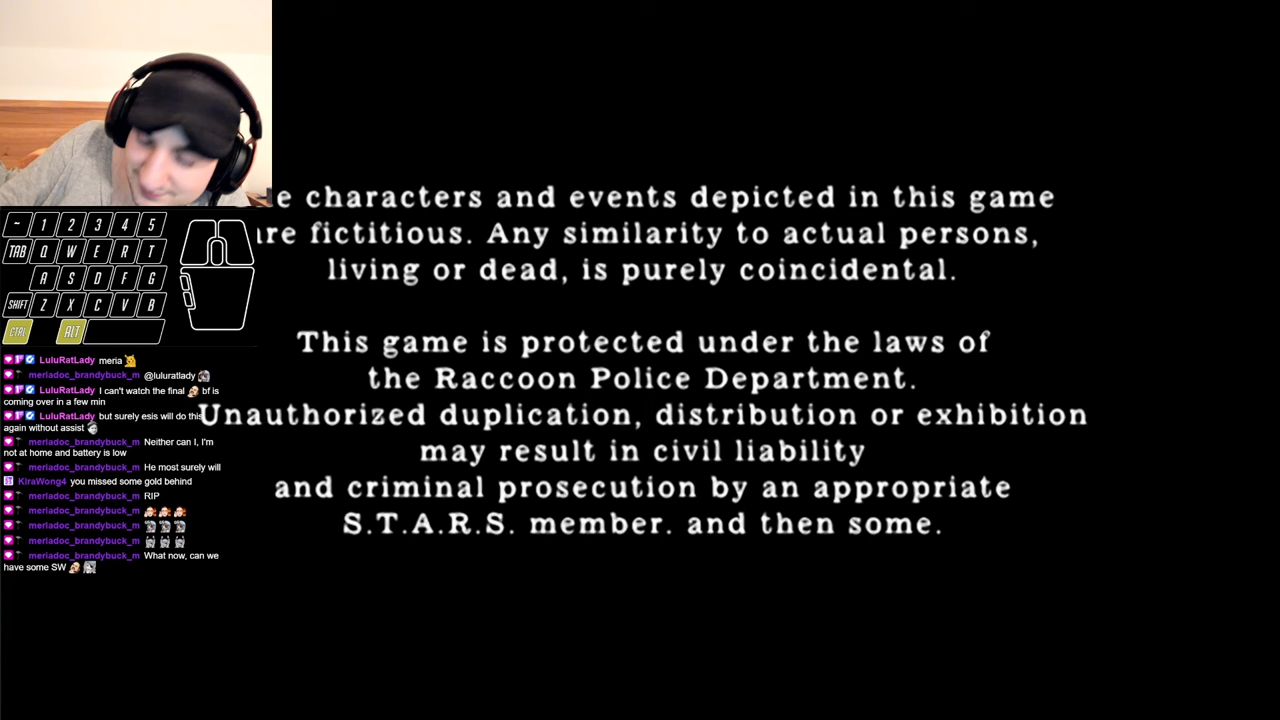 e characters and events depicted in this game
are fictitious. Any similarity to actual persons,
living or dead, is purely coincidental.
This game is protected under the laws of
the Raccoon Police Department.
Unauthorized duplication, distribution or exhibition
may result in civil liability
and criminal prosecution by an appropriate
S.T.A.R.S. member. and then some.
~ 1 2 3 4 5
TAB Q W E R T
A S D F G
SHIFT Z X C V B
CTRL ALT
LuluRatLady meria
meriadoc_brandybuck_m @luluratlady
LuluRatLady I can't watch the final bf is
coming over in a few min
LuluRatLady but surely esis will do this
again without assist
meriadoc_brandybuck_m Neither can I, I'm
not at home and battery is low
meriadoc_brandybuck_m He most surely will
KiraWong4 you missed some gold behind
meriadoc_brandybuck_m RIP
meriadoc_brandybuck_m
meriadoc_brandybuck_m
meriadoc_brandybuck_m
meriadoc_brandybuck_m What now, can we
have some SW